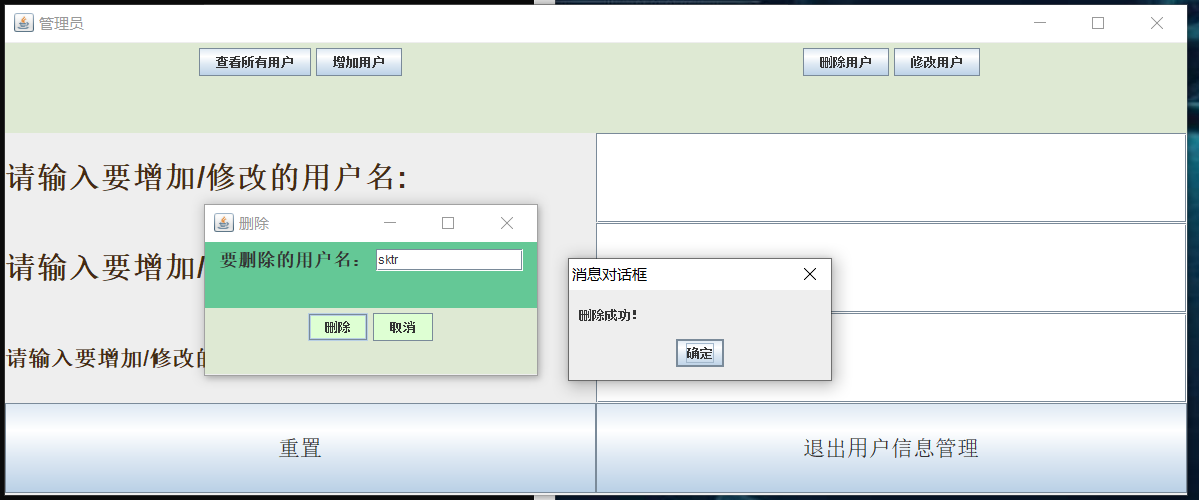 管理员
查看所有用户 增加用户 删除用户 修改用户
请输入要增加/修改的用户名:
删除
要删除的用户名： sktr
请输入要增加/
消息对话框
删除成功！
删除 取消
确定
请输入要增加/修改的
重置 退出用户信息管理